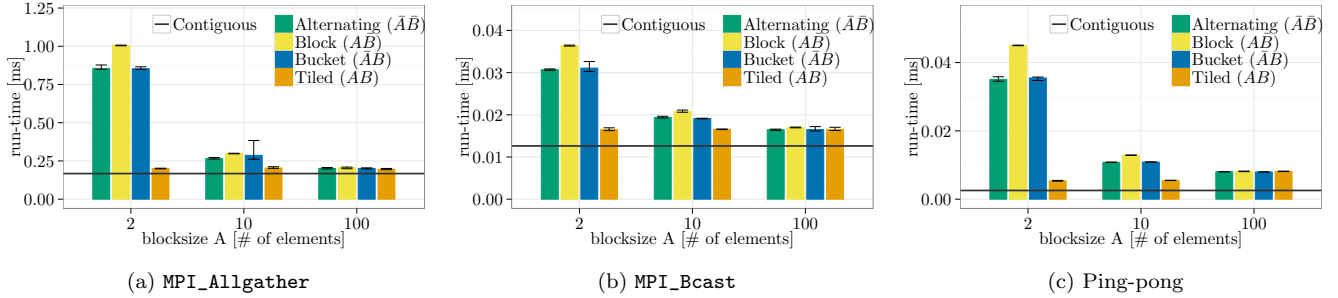 Contiguous
Alternating (ĀB̄)
Block (AB̄)
Bucket (ĀB)
Tiled (AB)
run-time [ms]
1.25
1.00
0.75
0.50
0.25
0.00
2
10
100
blocksize A [# of elements]
(a) MPI_Allgather
Contiguous
Alternating (ĀB̄)
Block (AB̄)
Bucket (ĀB)
Tiled (AB)
run-time [ms]
0.04
0.03
0.02
0.01
0.00
2
10
100
blocksize A [# of elements]
(b) MPI_Bcast
Contiguous
Alternating (ĀB̄)
Block (AB̄)
Bucket (ĀB)
Tiled (AB)
run-time [ms]
0.04
0.02
0.00
2
10
100
blocksize A [# of elements]
(c) Ping-pong